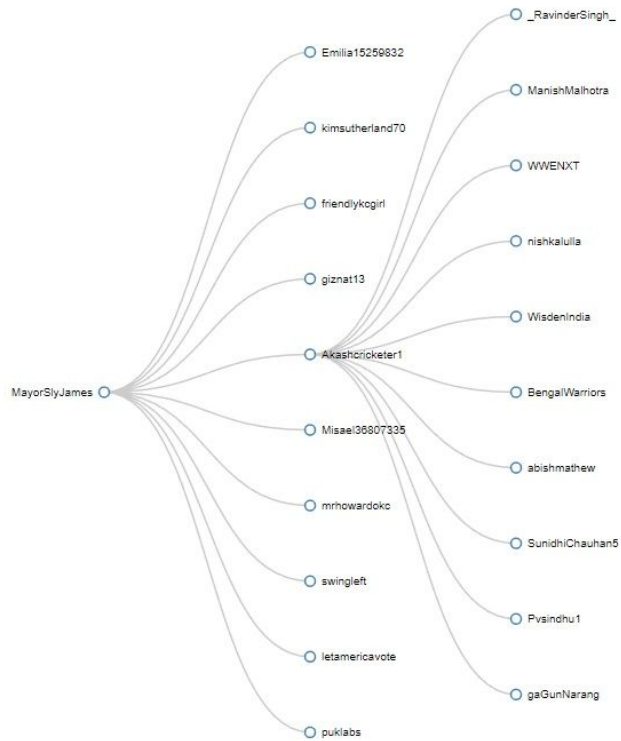 MayorSlyJames
Emilia15259832
kimsutherland70
friendlykcgirl
giznat13
Akashcricketer1
Misael36807335
mrhowardokc
swingleft
letamericavote
puklabs
_RavinderSingh_
ManishMalhotra
WWENXT
nishkalulla
WisdenIndia
BengalWarriors
abishmathew
SunidhiChauhan5
Pvsindhu1
gaGunNarang